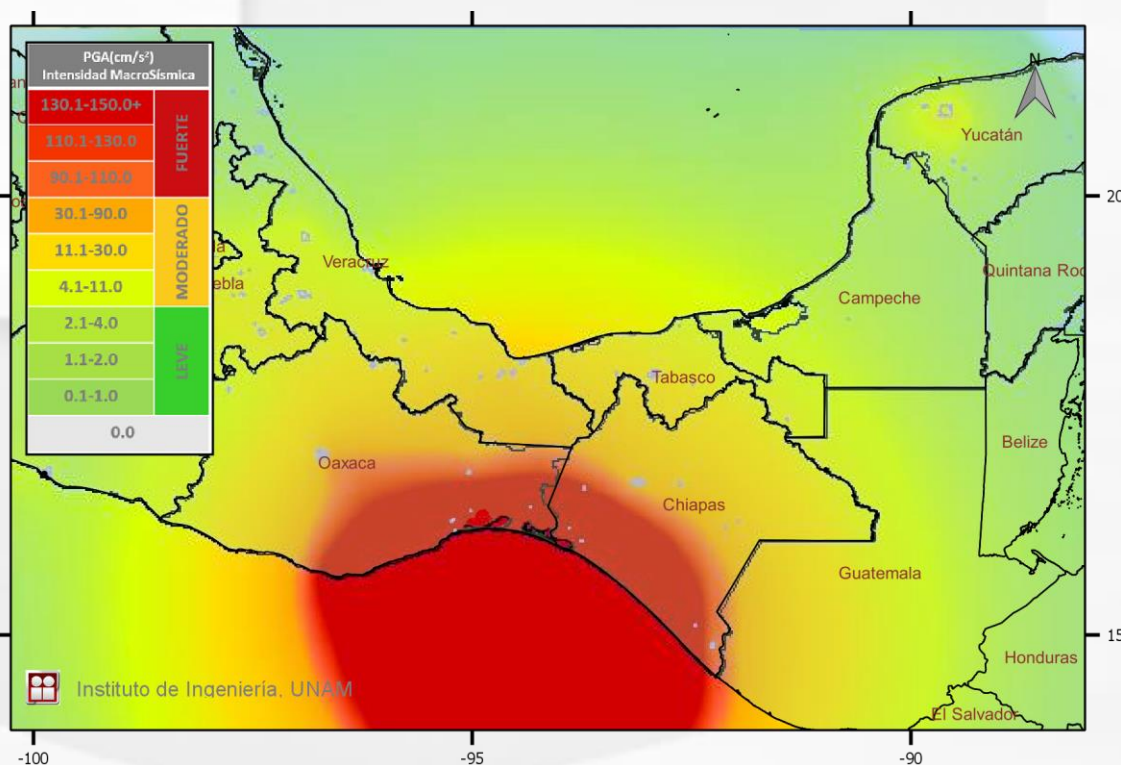 PGA(cm/s²)
Intensidad MacroSísmica
130.1-150.0+
110.1-130.0
90.1-110.0
FUERTE
30.1-90.0
11.1-30.0
4.1-11.0
MODERADO
2.1-4.0
1.1-2.0
0.1-1.0
LEVE
0.0
N
Yucatán
20
Veracruz
ebla
Quintana Roo
Campeche
Tabasco
Belize
Oaxaca
Chiapas
Guatemala
15
Honduras
El Salvador
Instituto de Ingeniería, UNAM
-100
-95
-90